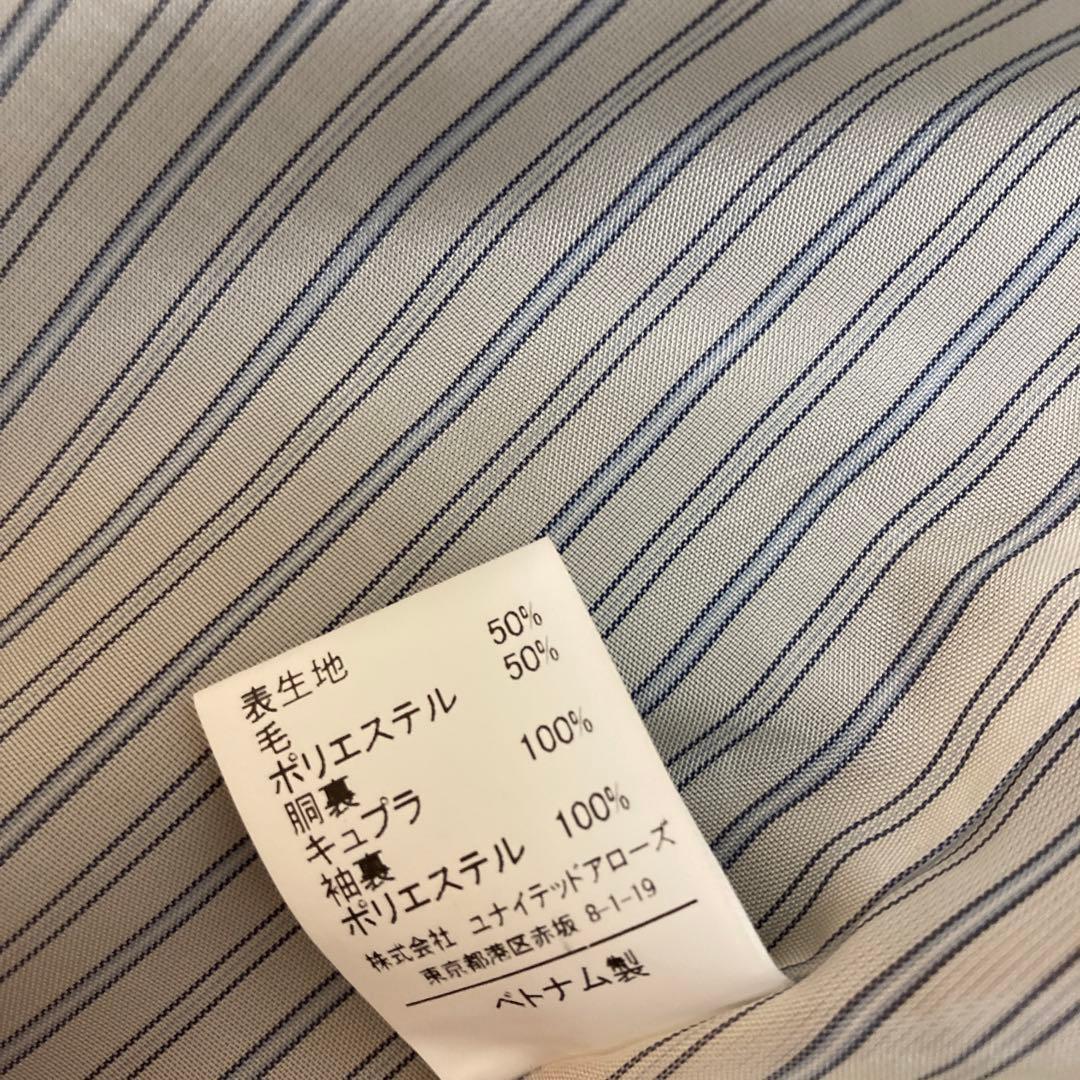 表生地
毛 50%
ポリエステル 50%
胴裏
キュプラ 100%
袖裏
ポリエステル 100%
株式会社 ユナイテッドアローズ
東京都港区赤坂 8-1-19
ベトナム製